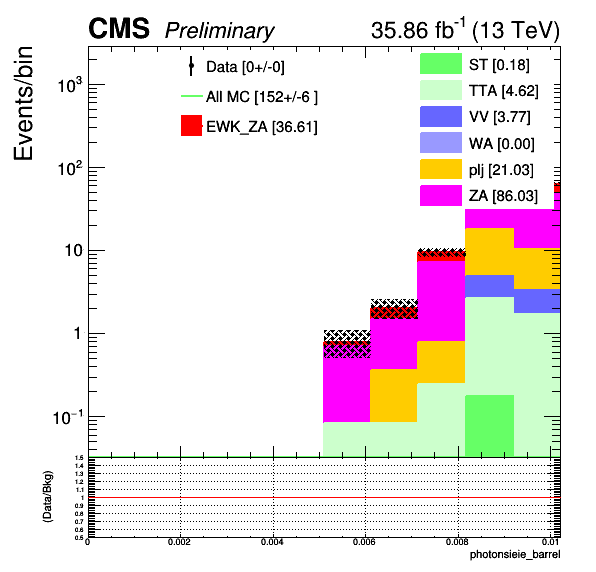 CMS Preliminary 35.86 fb⁻¹ (13 TeV)
Events/bin
Data [0+/-0]
All MC [152+/-6 ]
EWK_ZA [36.61]
ST [0.18]
TTA [4.62]
VV [3.77]
WA [0.00]
plj [21.03]
ZA [86.03]
10³
10²
10
1
10⁻¹
(Data/Bkg)
1.5
1.4
1.3
1.2
1.1
1
0.9
0.8
0.7
0.6
0.5
0 0.002 0.004 0.006 0.008 0.01
photonsieie_barrel